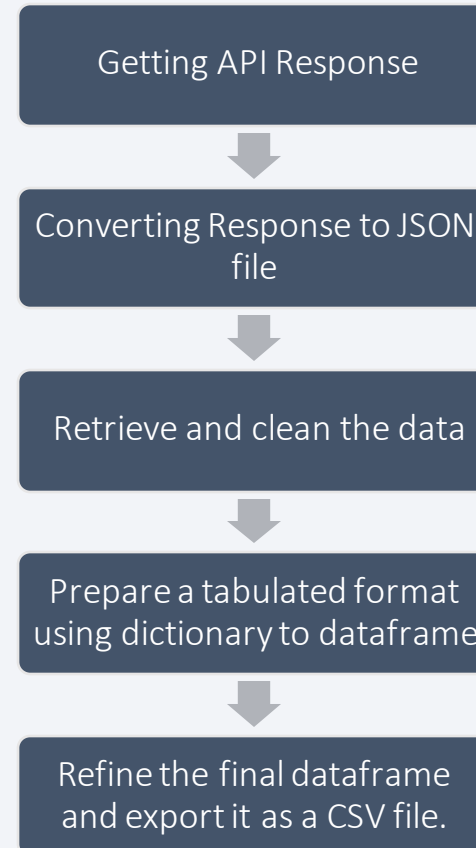 Getting API Response
Converting Response to JSON
file
Retrieve and clean the data
Prepare a tabulated format
using dictionary to dataframe
Refine the final dataframe
and export it as a CSV file.